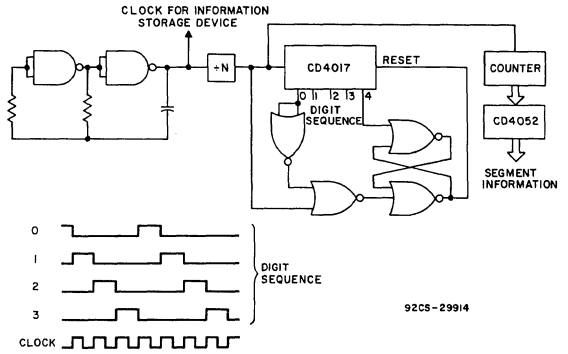 CLOCK FOR INFORMATION
STORAGE DEVICE
÷N
CD4017
RESET
COUNTER
0 1 2 3 4
DIGIT
SEQUENCE
CD4052
SEGMENT
INFORMATION
0
1
2
3
DIGIT
SEQUENCE
92CS-29914
CLOCK